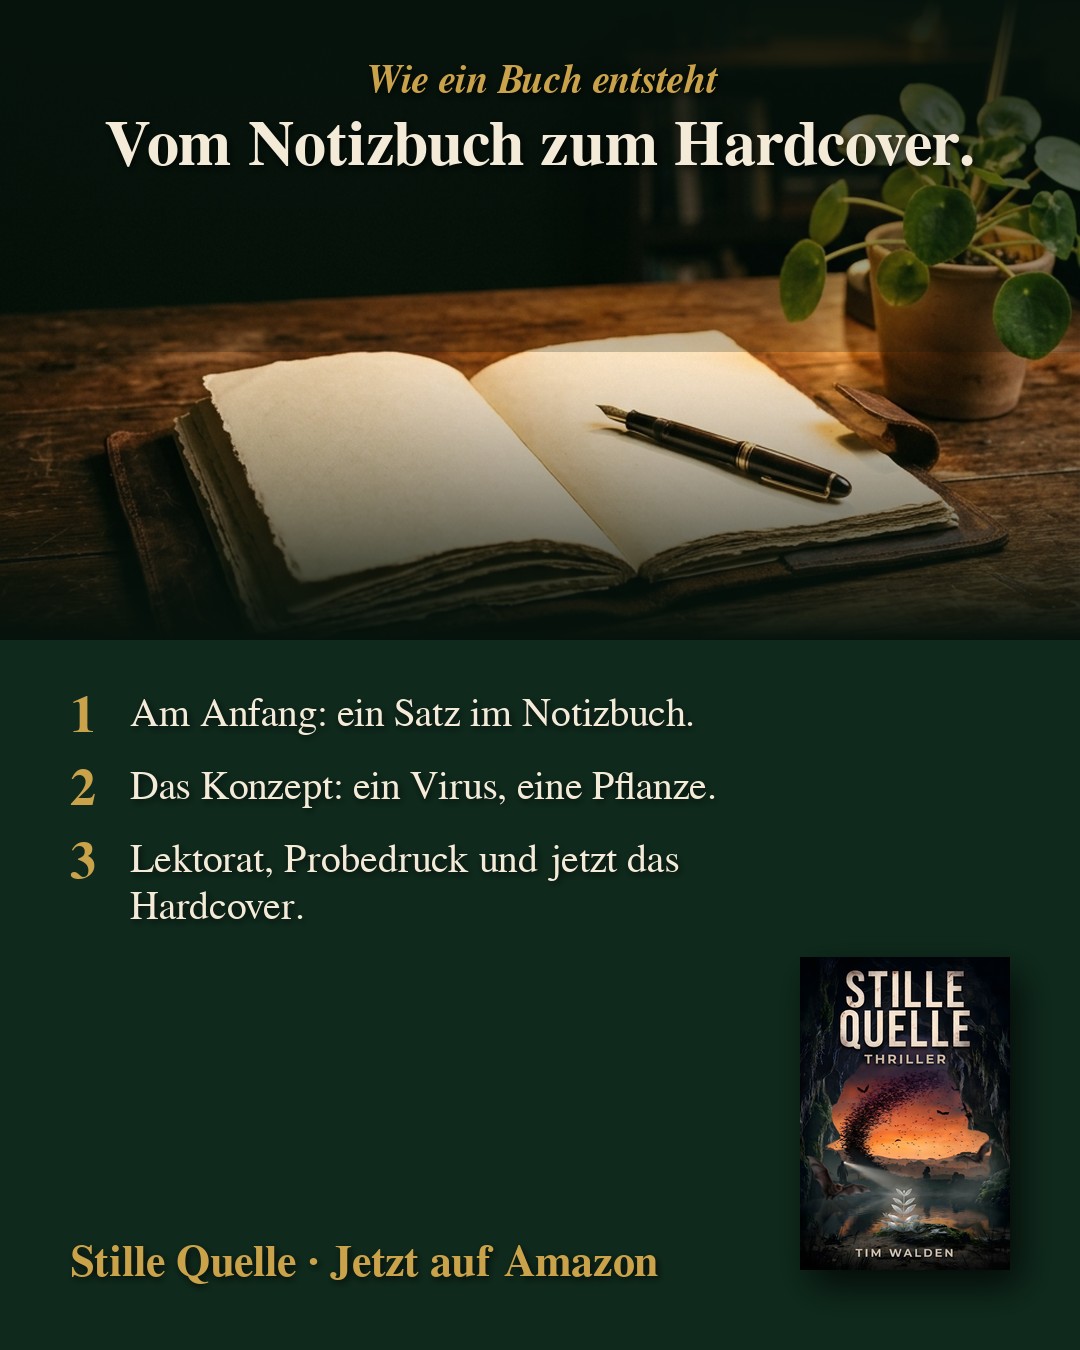 Wie ein Buch entsteht
Vom Notizbuch zum Hardcover.
1 Am Anfang: ein Satz im Notizbuch.
2 Das Konzept: ein Virus, eine Pflanze.
3 Lektorat, Probedruck und jetzt das
Hardcover.
STILLE
QUELLE
THRILLER
TIM WALDEN
Stille Quelle · Jetzt auf Amazon